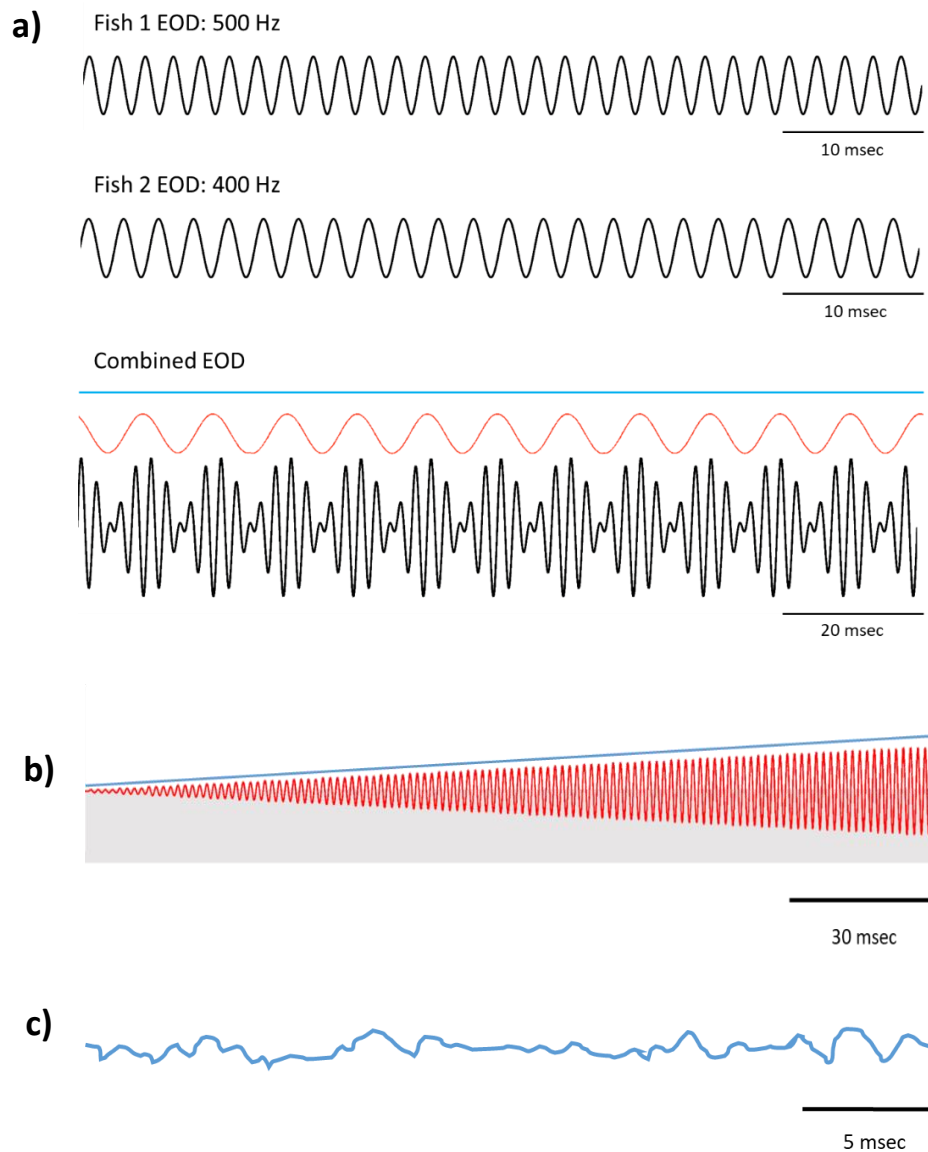 a)
Fish 1 EOD: 500 Hz
10 msec
Fish 2 EOD: 400 Hz
10 msec
Combined EOD
20 msec
b)
30 msec
c)
5 msec